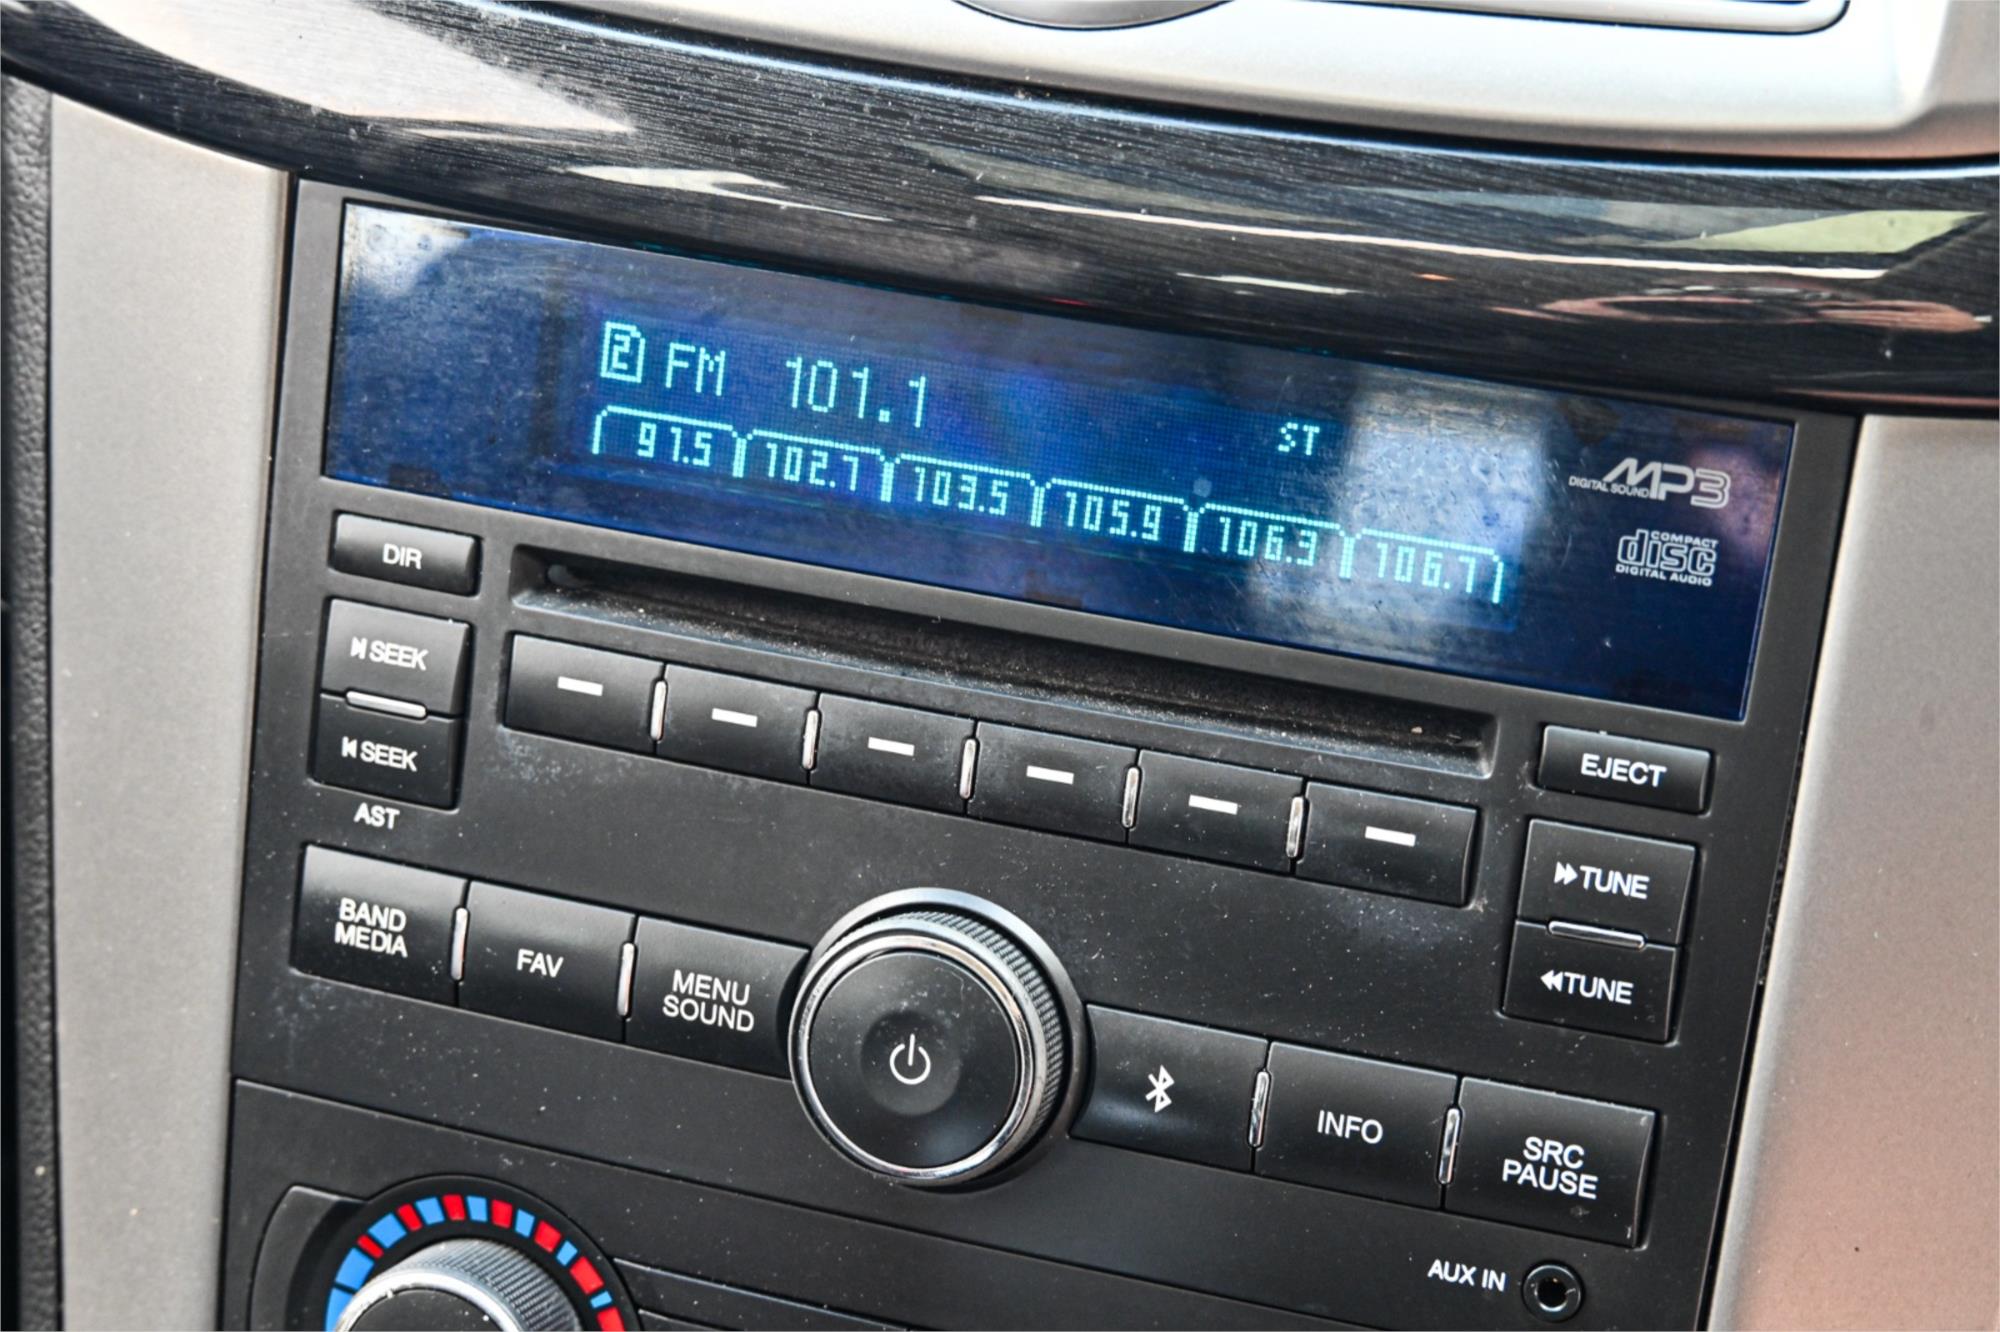 2 FM 101.1
ST
97.5 102.7 103.5 105.9 106.3 106.7
MP3
DIGITAL SOUND
COMPACT
disc
DIGITAL AUDIO
DIR
SEEK
SEEK
AST
EJECT
TUNE
TUNE
BAND
MEDIA
FAV
MENU
SOUND
INFO
SRC
PAUSE
AUX IN